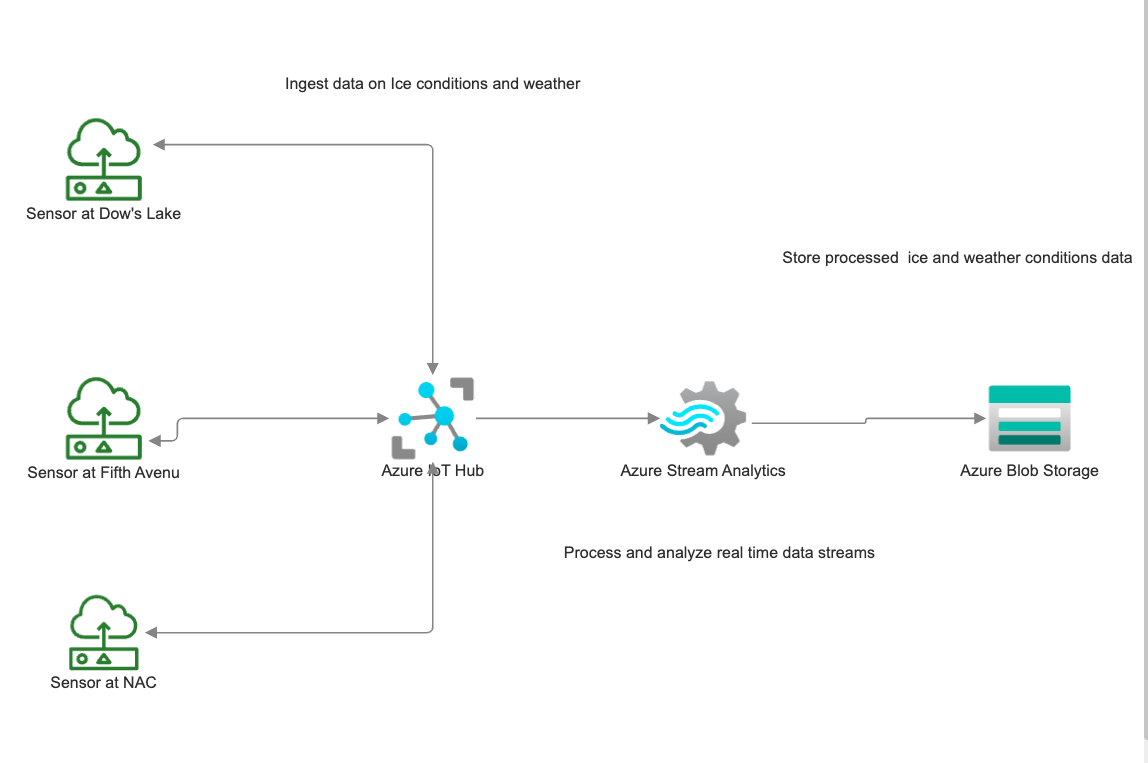 Ingest data on Ice conditions and weather
Sensor at Dow's Lake
Store processed  ice and weather conditions data
Sensor at Fifth Avenu
Azure IoT Hub
Azure Stream Analytics
Azure Blob Storage
Process and analyze real time data streams
Sensor at NAC